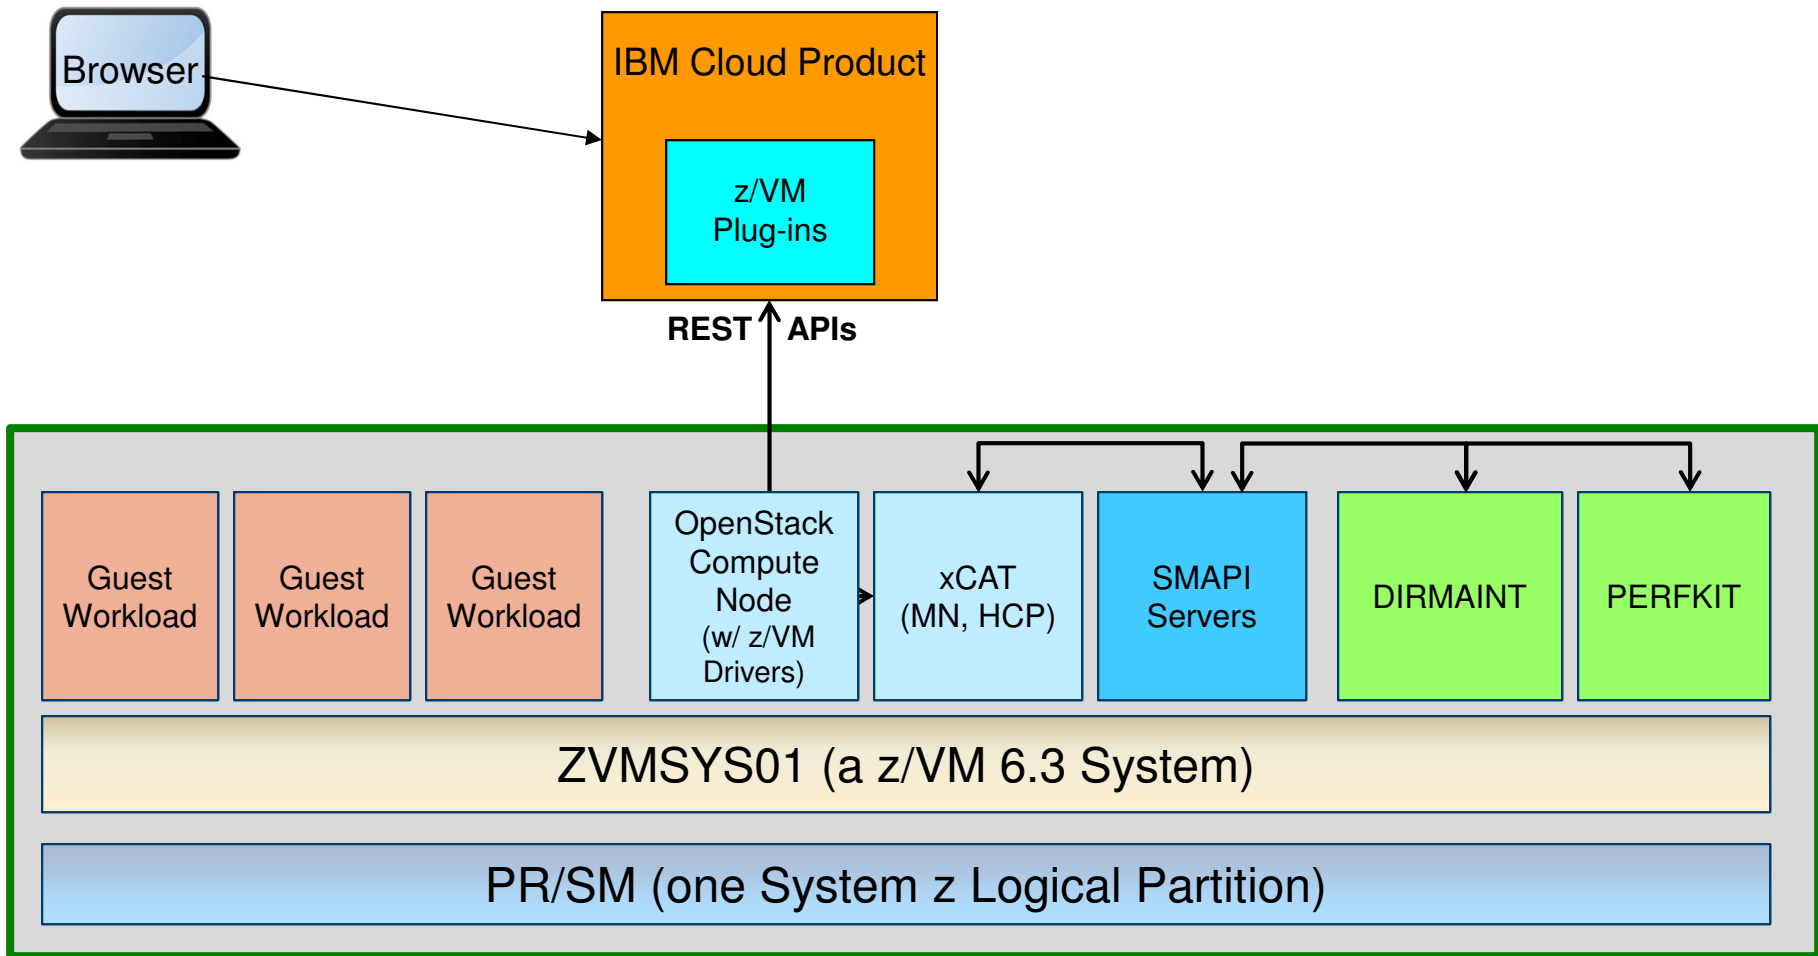 Browser
IBM Cloud Product
z/VM
Plug-ins
REST APIs
Guest
Workload
Guest
Workload
Guest
Workload
OpenStack
Compute
Node
(w/ z/VM
Drivers)
xCAT
(MN, HCP)
SMAPI
Servers
DIRMAINT
PERFKIT
ZVMSYS01 (a z/VM 6.3 System)
PR/SM (one System z Logical Partition)